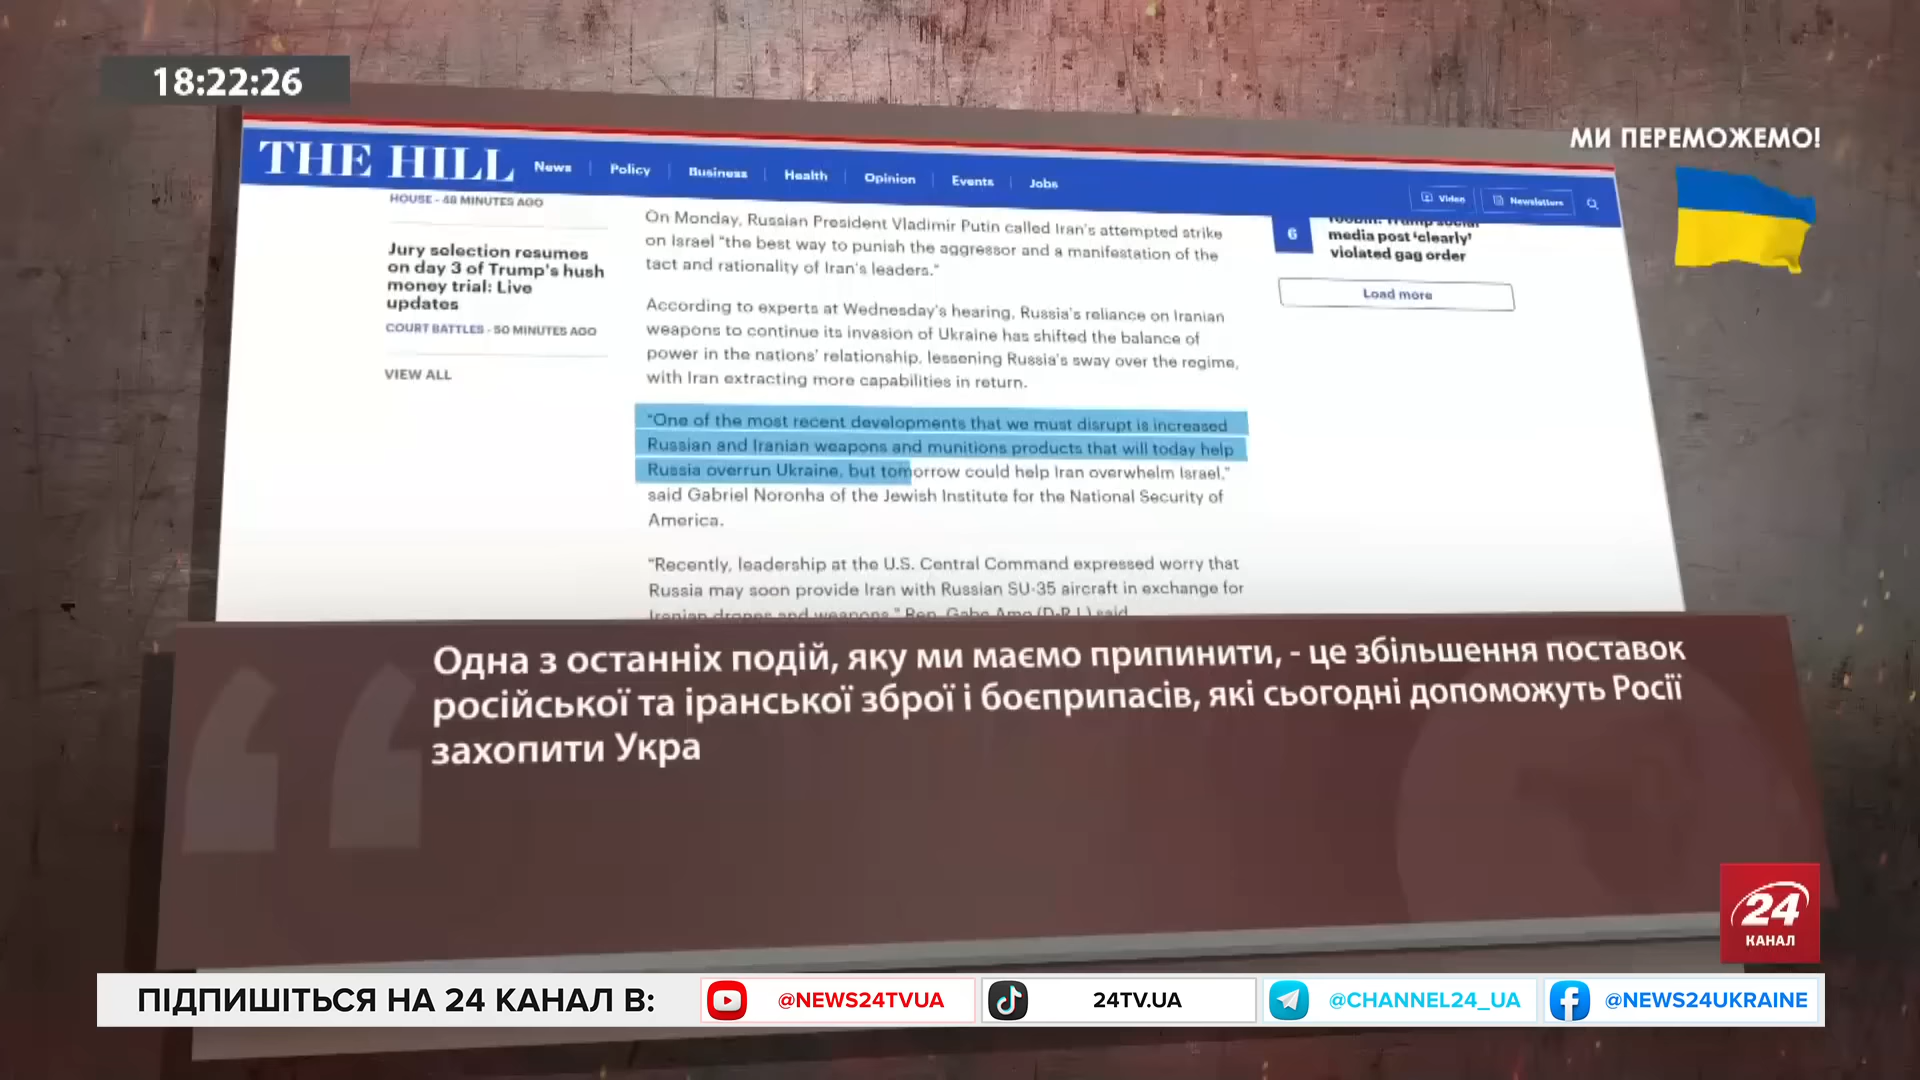 18:22:26
МИ ПЕРЕМОЖЕМО!
THE HILL
News
Policy
Business
Health
Opinion
Events
Jobs
Video
Newsletters
HOUSE - 48 MINUTES AGO
Jury selection resumes
on day 3 of Trump's hush
money trial: Live
updates
COURT BATTLES - 50 MINUTES AGO
VIEW ALL
On Monday, Russian President Vladimir Putin called Iran's attempted strike
on Israel "the best way to punish the aggressor and a manifestation of the
tact and rationality of Iran's leaders."
According to experts at Wednesday's hearing, Russia's reliance on Iranian
weapons to continue its invasion of Ukraine has shifted the balance of
power in the nations' relationship, lessening Russia's sway over the regime,
with Iran extracting more capabilities in return.
"One of the most recent developments that we must disrupt is increased
Russian and Iranian weapons and munitions products that will today help
Russia overrun Ukraine, but tomorrow could help Iran overwhelm Israel,"
said Gabriel Noronha of the Jewish Institute for the National Security of
America.
"Recently, leadership at the U.S. Central Command expressed worry that
Russia may soon provide Iran with Russian SU-35 aircraft in exchange for
Iranian drones and weapons," Rep. Gabe Amo (D-R.I.) said
6
Trump social
media post 'clearly'
violated gag order
Load more
Одна з останніх подій, яку ми маємо припинити, - це збільшення поставок
російської та іранської зброї і боєприпасів, які сьогодні допоможуть Росії
захопити Укра
24
КАНАЛ
ПІДПИШІТЬСЯ НА 24 КАНАЛ В:
@NEWS24TVUA
24TV.UA
@CHANNEL24_UA
@NEWS24UKRAINE